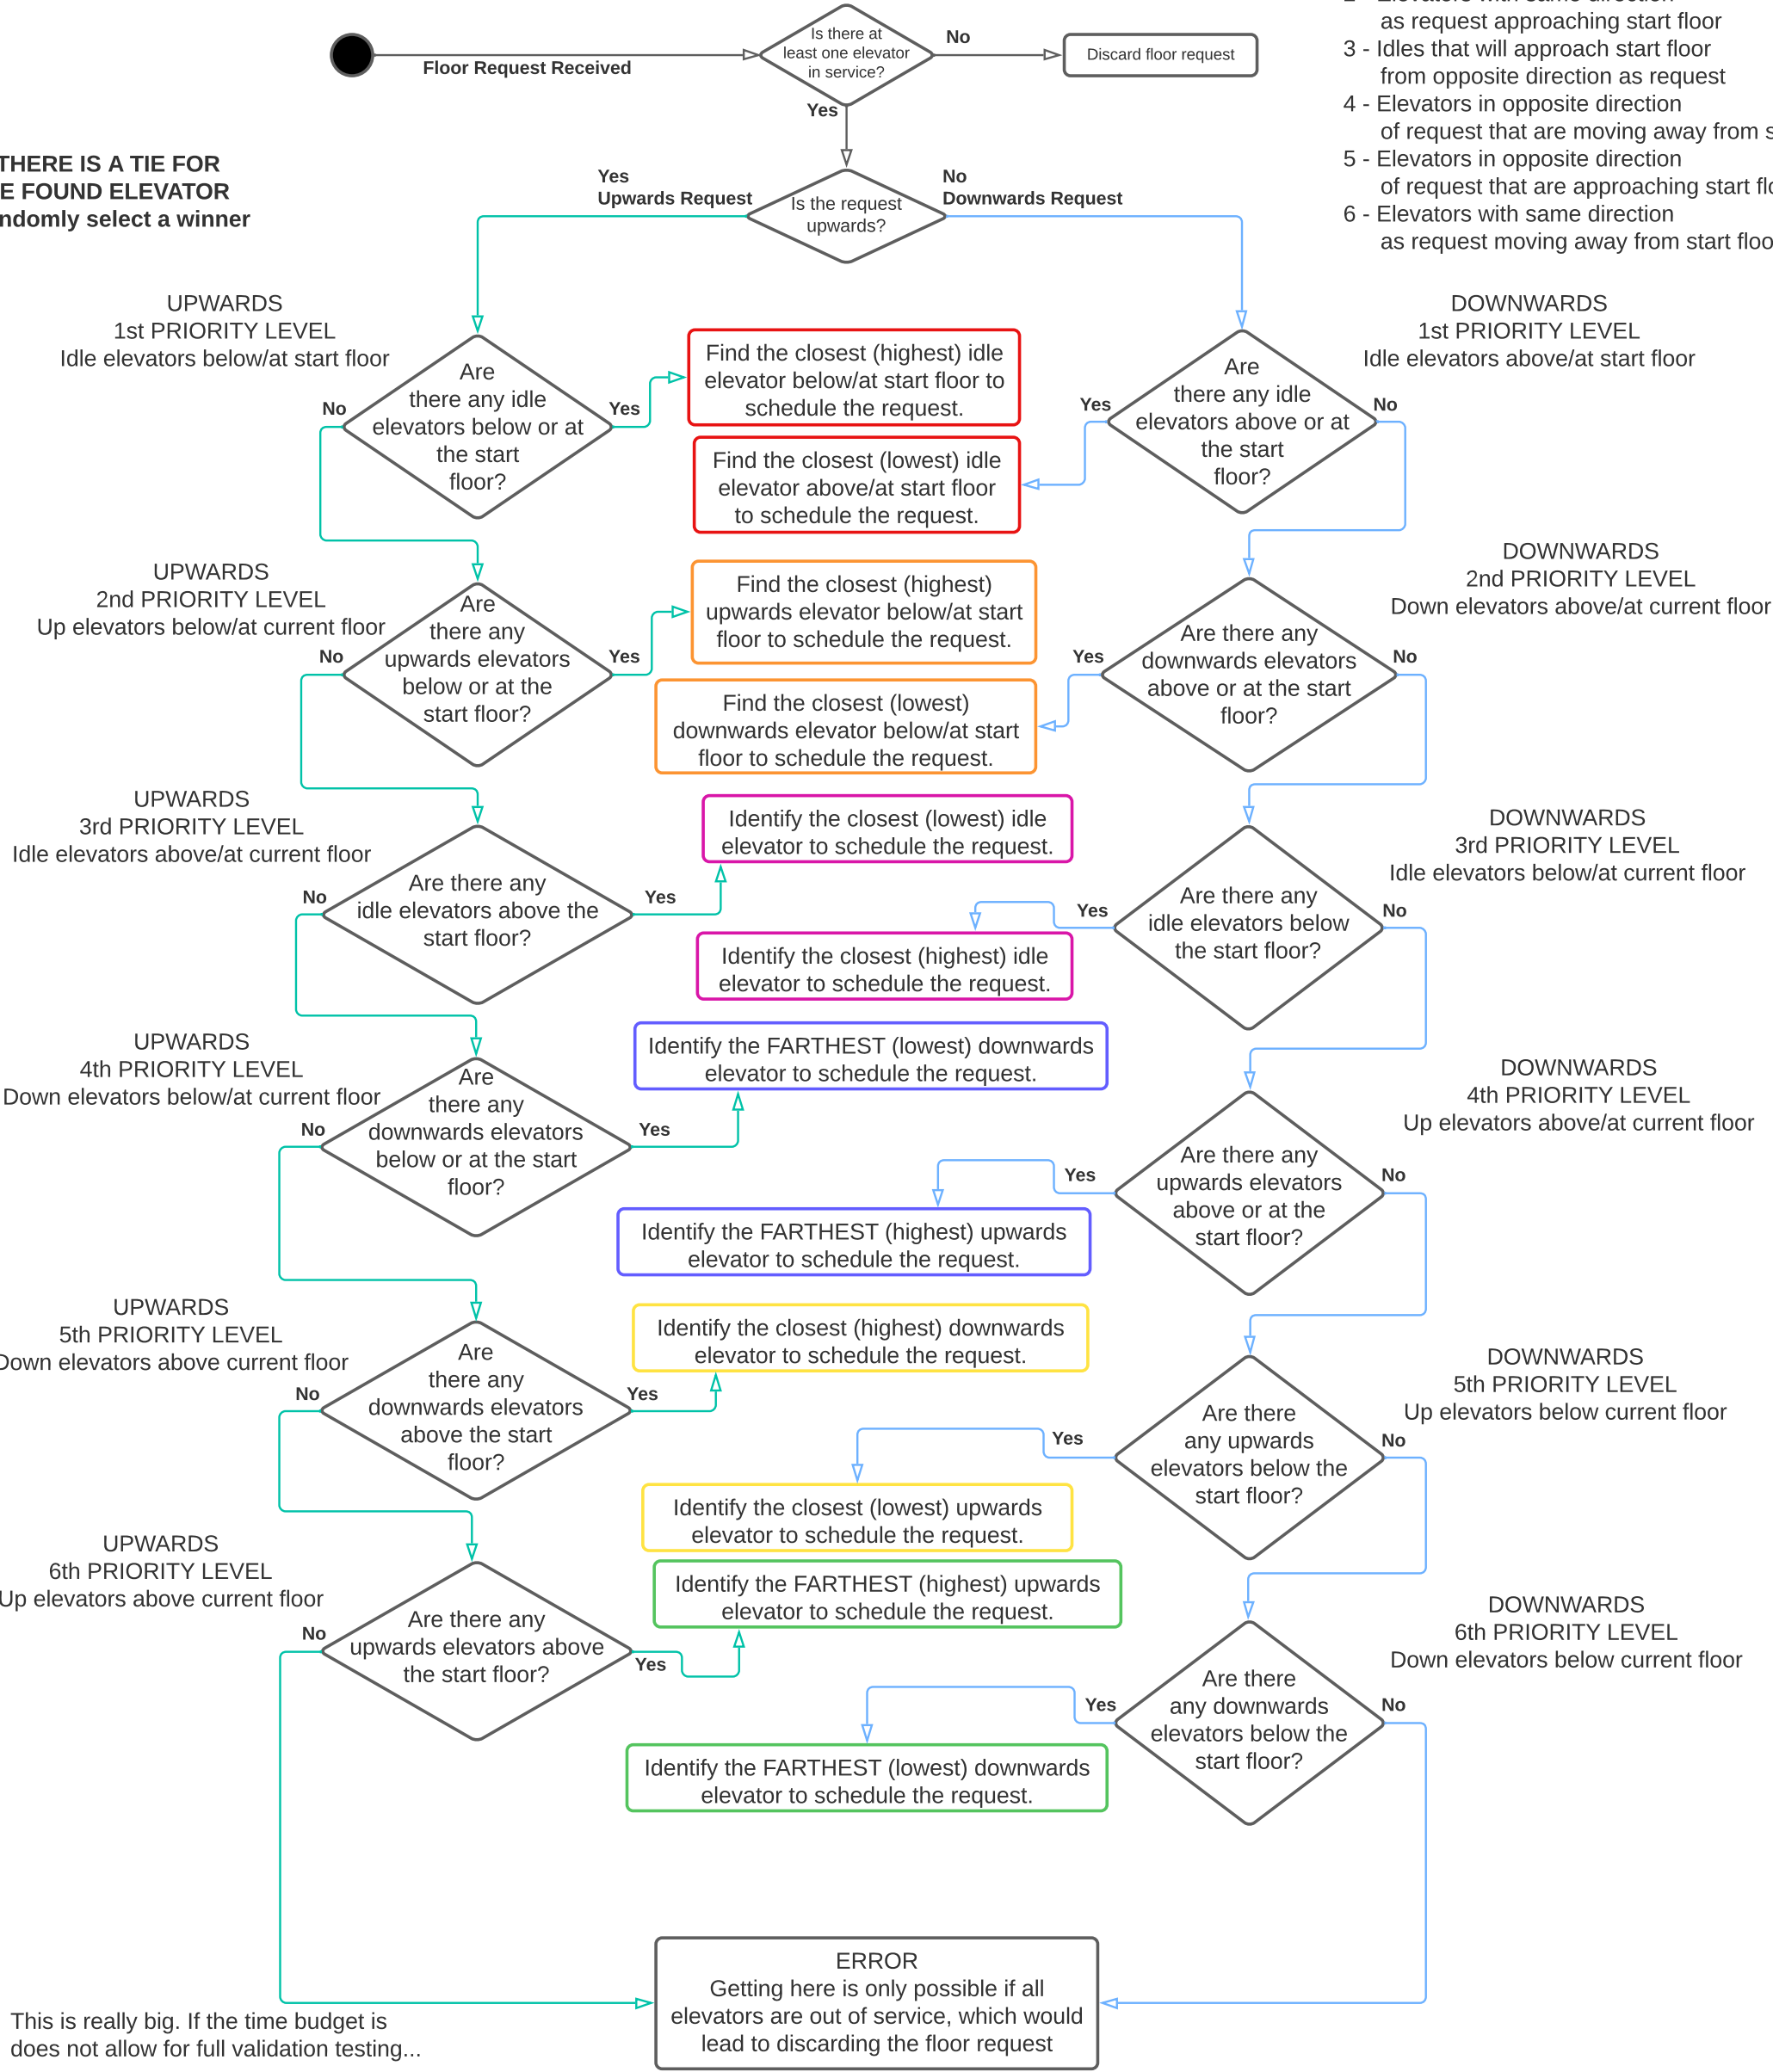 2 - Elevators with same direction
as request approaching start floor
3 - Idles that will approach start floor
from opposite direction as request
4 - Elevators in opposite direction
of request that are moving away from s
5 - Elevators in opposite direction
of request that are approaching start flo
6 - Elevators with same direction
as request moving away from start floo
Floor Request Received
Is there at
least one elevator
in service?
No
Discard floor request
Yes
THERE IS A TIE FOR
E FOUND ELEVATOR
ndomly select a winner
Yes
Upwards Request
Is the request
upwards?
No
Downwards Request
UPWARDS
1st PRIORITY LEVEL
Idle elevators below/at start floor
No
Are
there any idle
elevators below or at
the start
floor?
Yes
Find the closest (highest) idle
elevator below/at start floor to
schedule the request.
Find the closest (lowest) idle
elevator above/at start floor
to schedule the request.
Yes
Are
there any idle
elevators above or at
the start
floor?
No
DOWNWARDS
1st PRIORITY LEVEL
Idle elevators above/at start floor
UPWARDS
2nd PRIORITY LEVEL
Up elevators below/at current floor
No
Are
there any
upwards elevators
below or at the
start floor?
Yes
Find the closest (highest)
upwards elevator below/at start
floor to schedule the request.
Find the closest (lowest)
downwards elevator below/at start
floor to schedule the request.
Yes
Are there any
downwards elevators
above or at the start
floor?
No
DOWNWARDS
2nd PRIORITY LEVEL
Down elevators above/at current floor
UPWARDS
3rd PRIORITY LEVEL
Idle elevators above/at current floor
No
Are there any
idle elevators above the
start floor?
Yes
Identify the closest (lowest) idle
elevator to schedule the request.
Identify the closest (highest) idle
elevator to schedule the request.
Yes
Are there any
idle elevators below
the start floor?
No
DOWNWARDS
3rd PRIORITY LEVEL
Idle elevators below/at current floor
UPWARDS
4th PRIORITY LEVEL
Down elevators below/at current floor
No
Are
there any
downwards elevators
below or at the start
floor?
Yes
Identify the FARTHEST (lowest) downwards
elevator to schedule the request.
Identify the FARTHEST (highest) upwards
elevator to schedule the request.
Yes
Are there any
upwards elevators
above or at the
start floor?
No
DOWNWARDS
4th PRIORITY LEVEL
Up elevators above/at current floor
UPWARDS
5th PRIORITY LEVEL
Down elevators above current floor
No
Are
there any
downwards elevators
above the start
floor?
Yes
Identify the closest (highest) downwards
elevator to schedule the request.
Identify the closest (lowest) upwards
elevator to schedule the request.
Yes
Are there
any upwards
elevators below the
start floor?
No
DOWNWARDS
5th PRIORITY LEVEL
Up elevators below current floor
UPWARDS
6th PRIORITY LEVEL
Up elevators above current floor
No
Are there any
upwards elevators above
the start floor?
Yes
Identify the FARTHEST (highest) upwards
elevator to schedule the request.
Identify the FARTHEST (lowest) downwards
elevator to schedule the request.
Yes
Are there
any downwards
elevators below the
start floor?
No
DOWNWARDS
6th PRIORITY LEVEL
Down elevators below current floor
ERROR
Getting here is only possible if all
elevators are out of service, which would
lead to discarding the floor request
This is really big. If the time budget is
does not allow for full validation testing...